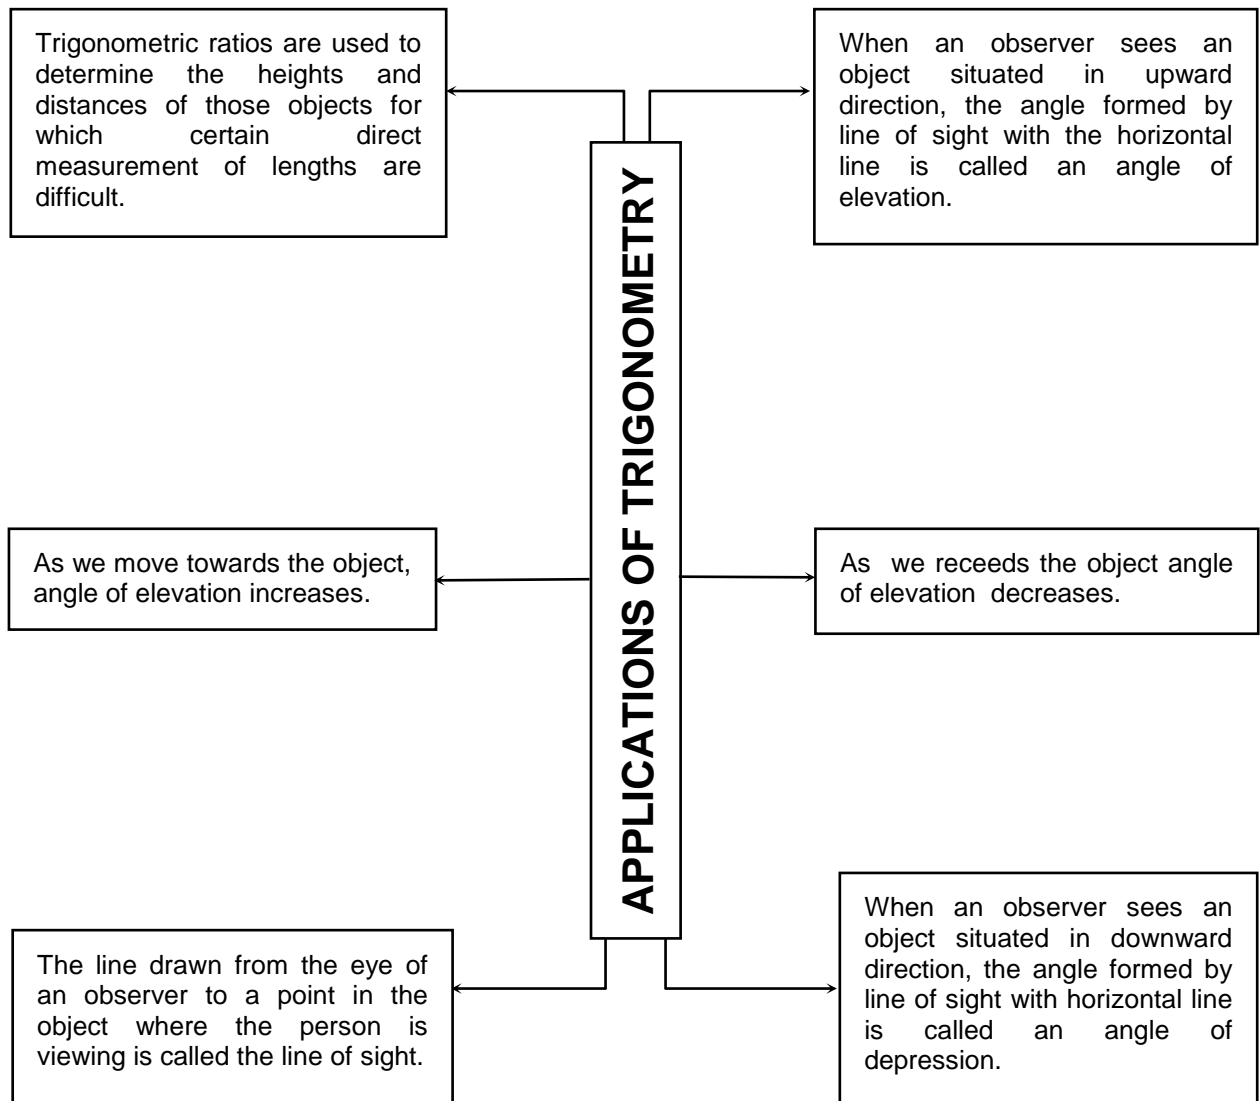 Trigonometric ratios are used to
determine the heights and
distances of those objects for
which certain direct
measurement of lengths are
difficult.
When an observer sees an
object situated in upward
direction, the angle formed by
line of sight with the horizontal
line is called an angle of
elevation.
APPLICATIONS OF TRIGONOMETRY
As we move towards the object,
angle of elevation increases.
As we receeds the object angle
of elevation decreases.
The line drawn from the eye of
an observer to a point in the
object where the person is
viewing is called the line of sight.
When an observer sees an
object situated in downward
direction, the angle formed by
line of sight with horizontal line
is called an angle of
depression.